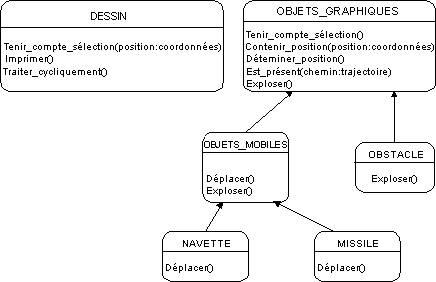 DESSIN
Tenir_compte_sélection(position:coordonnées)
Imprimer()
Traiter_cycliquement()
OBJETS_GRAPHIQUES
Tenir_compte_sélection()
Contenir_position(position:coordonnées)
Déteminer_position()
Est_présent(chemin:trajectoire)
Exploser()
OBJETS_MOBILES
Déplacer()
Exploser()
OBSTACLE
Exploser()
NAVETTE
Déplacer()
MISSILE
Déplacer()